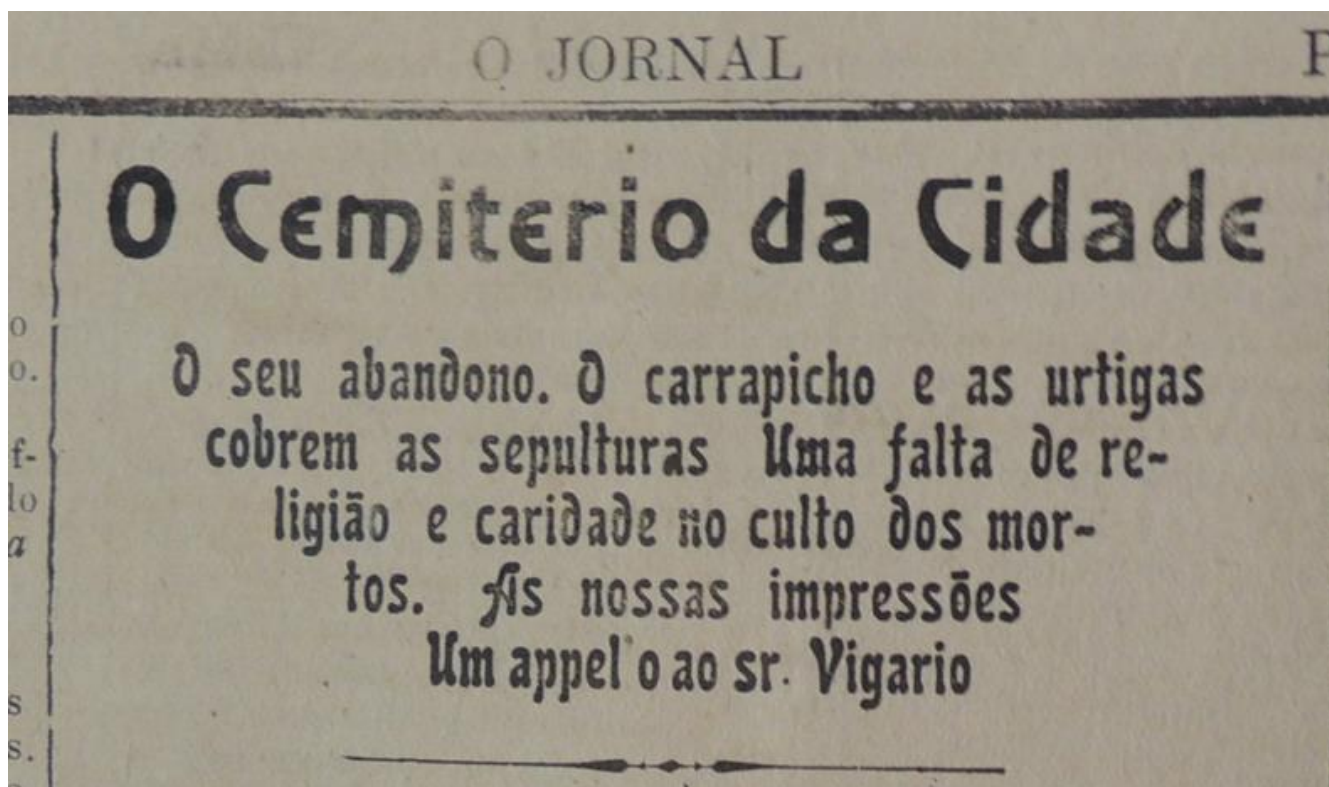 O JORNAL
P
O Cemiterio da Cidade
O seu abandono. O carrapicho e as urtigas
cobrem as sepulturas Uma falta de re-
ligião e caridade no culto dos mor-
tos. As nossas impressões
Um appel o ao sr. Vigario
o
o.
f-
lo
a
s
s.